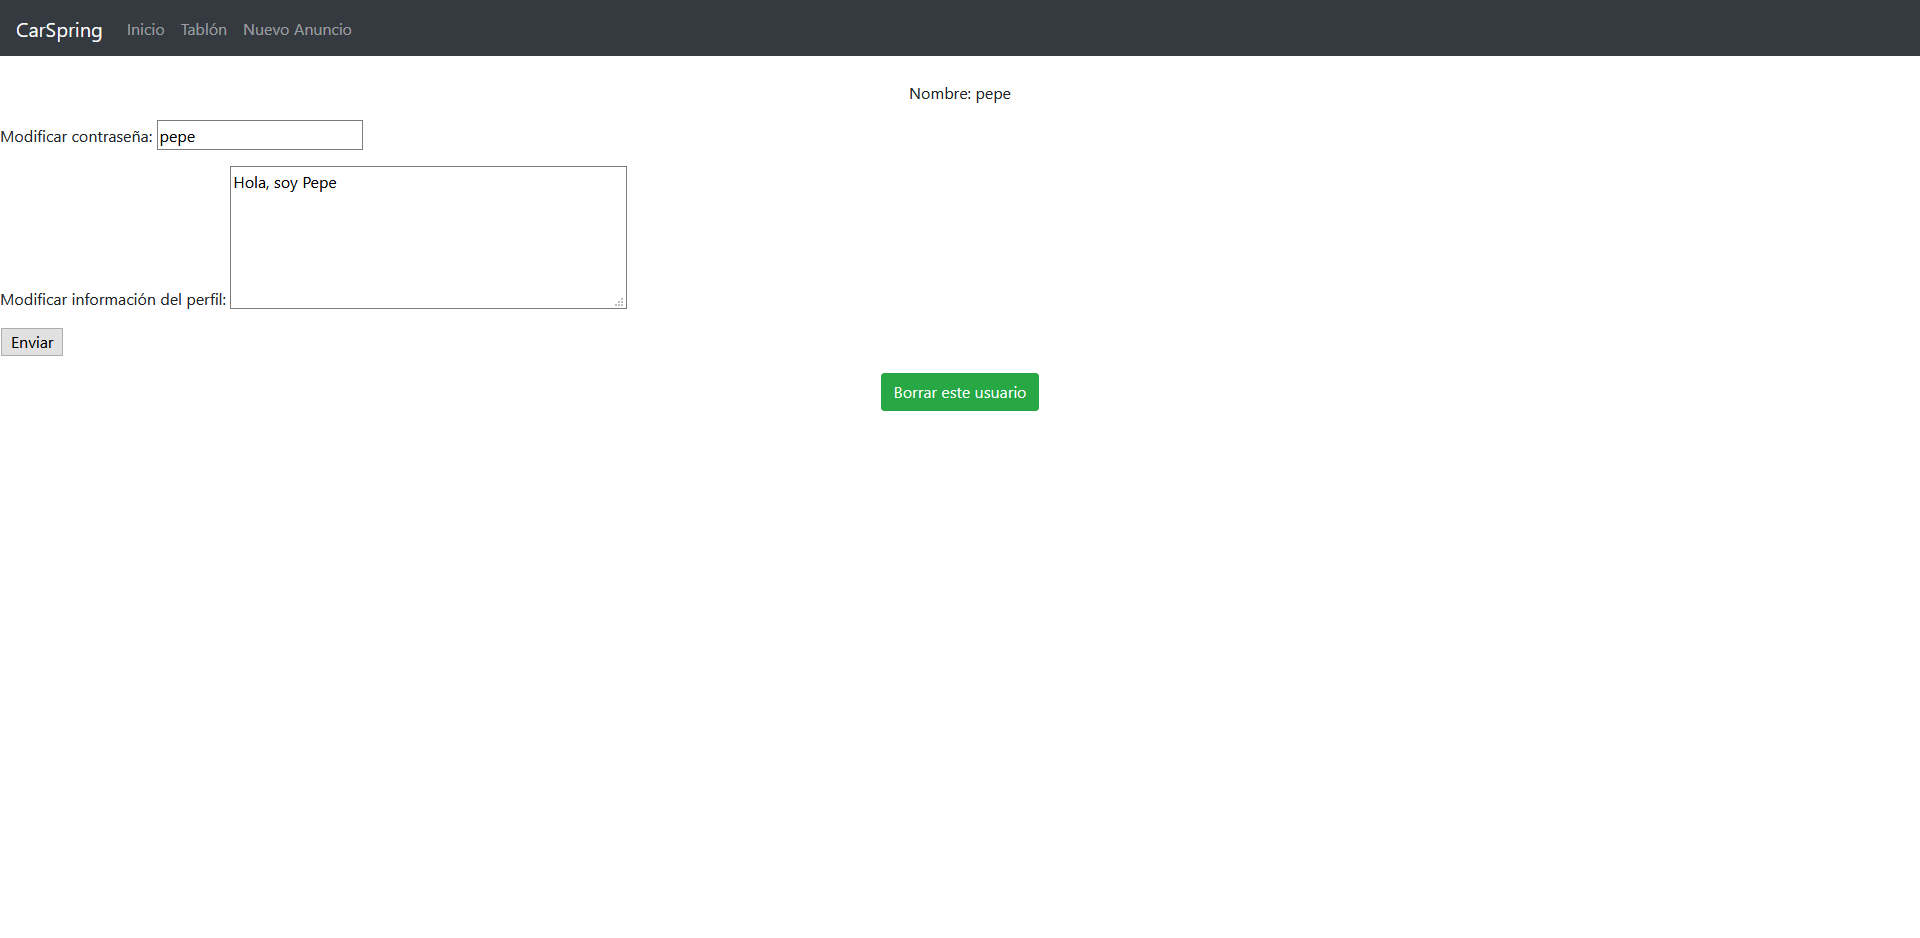 CarSpring Inicio Tablón Nuevo Anuncio
Nombre: pepe
Modificar contraseña: pepe
Hola, soy Pepe
Modificar información del perfil:
Enviar
Borrar este usuario